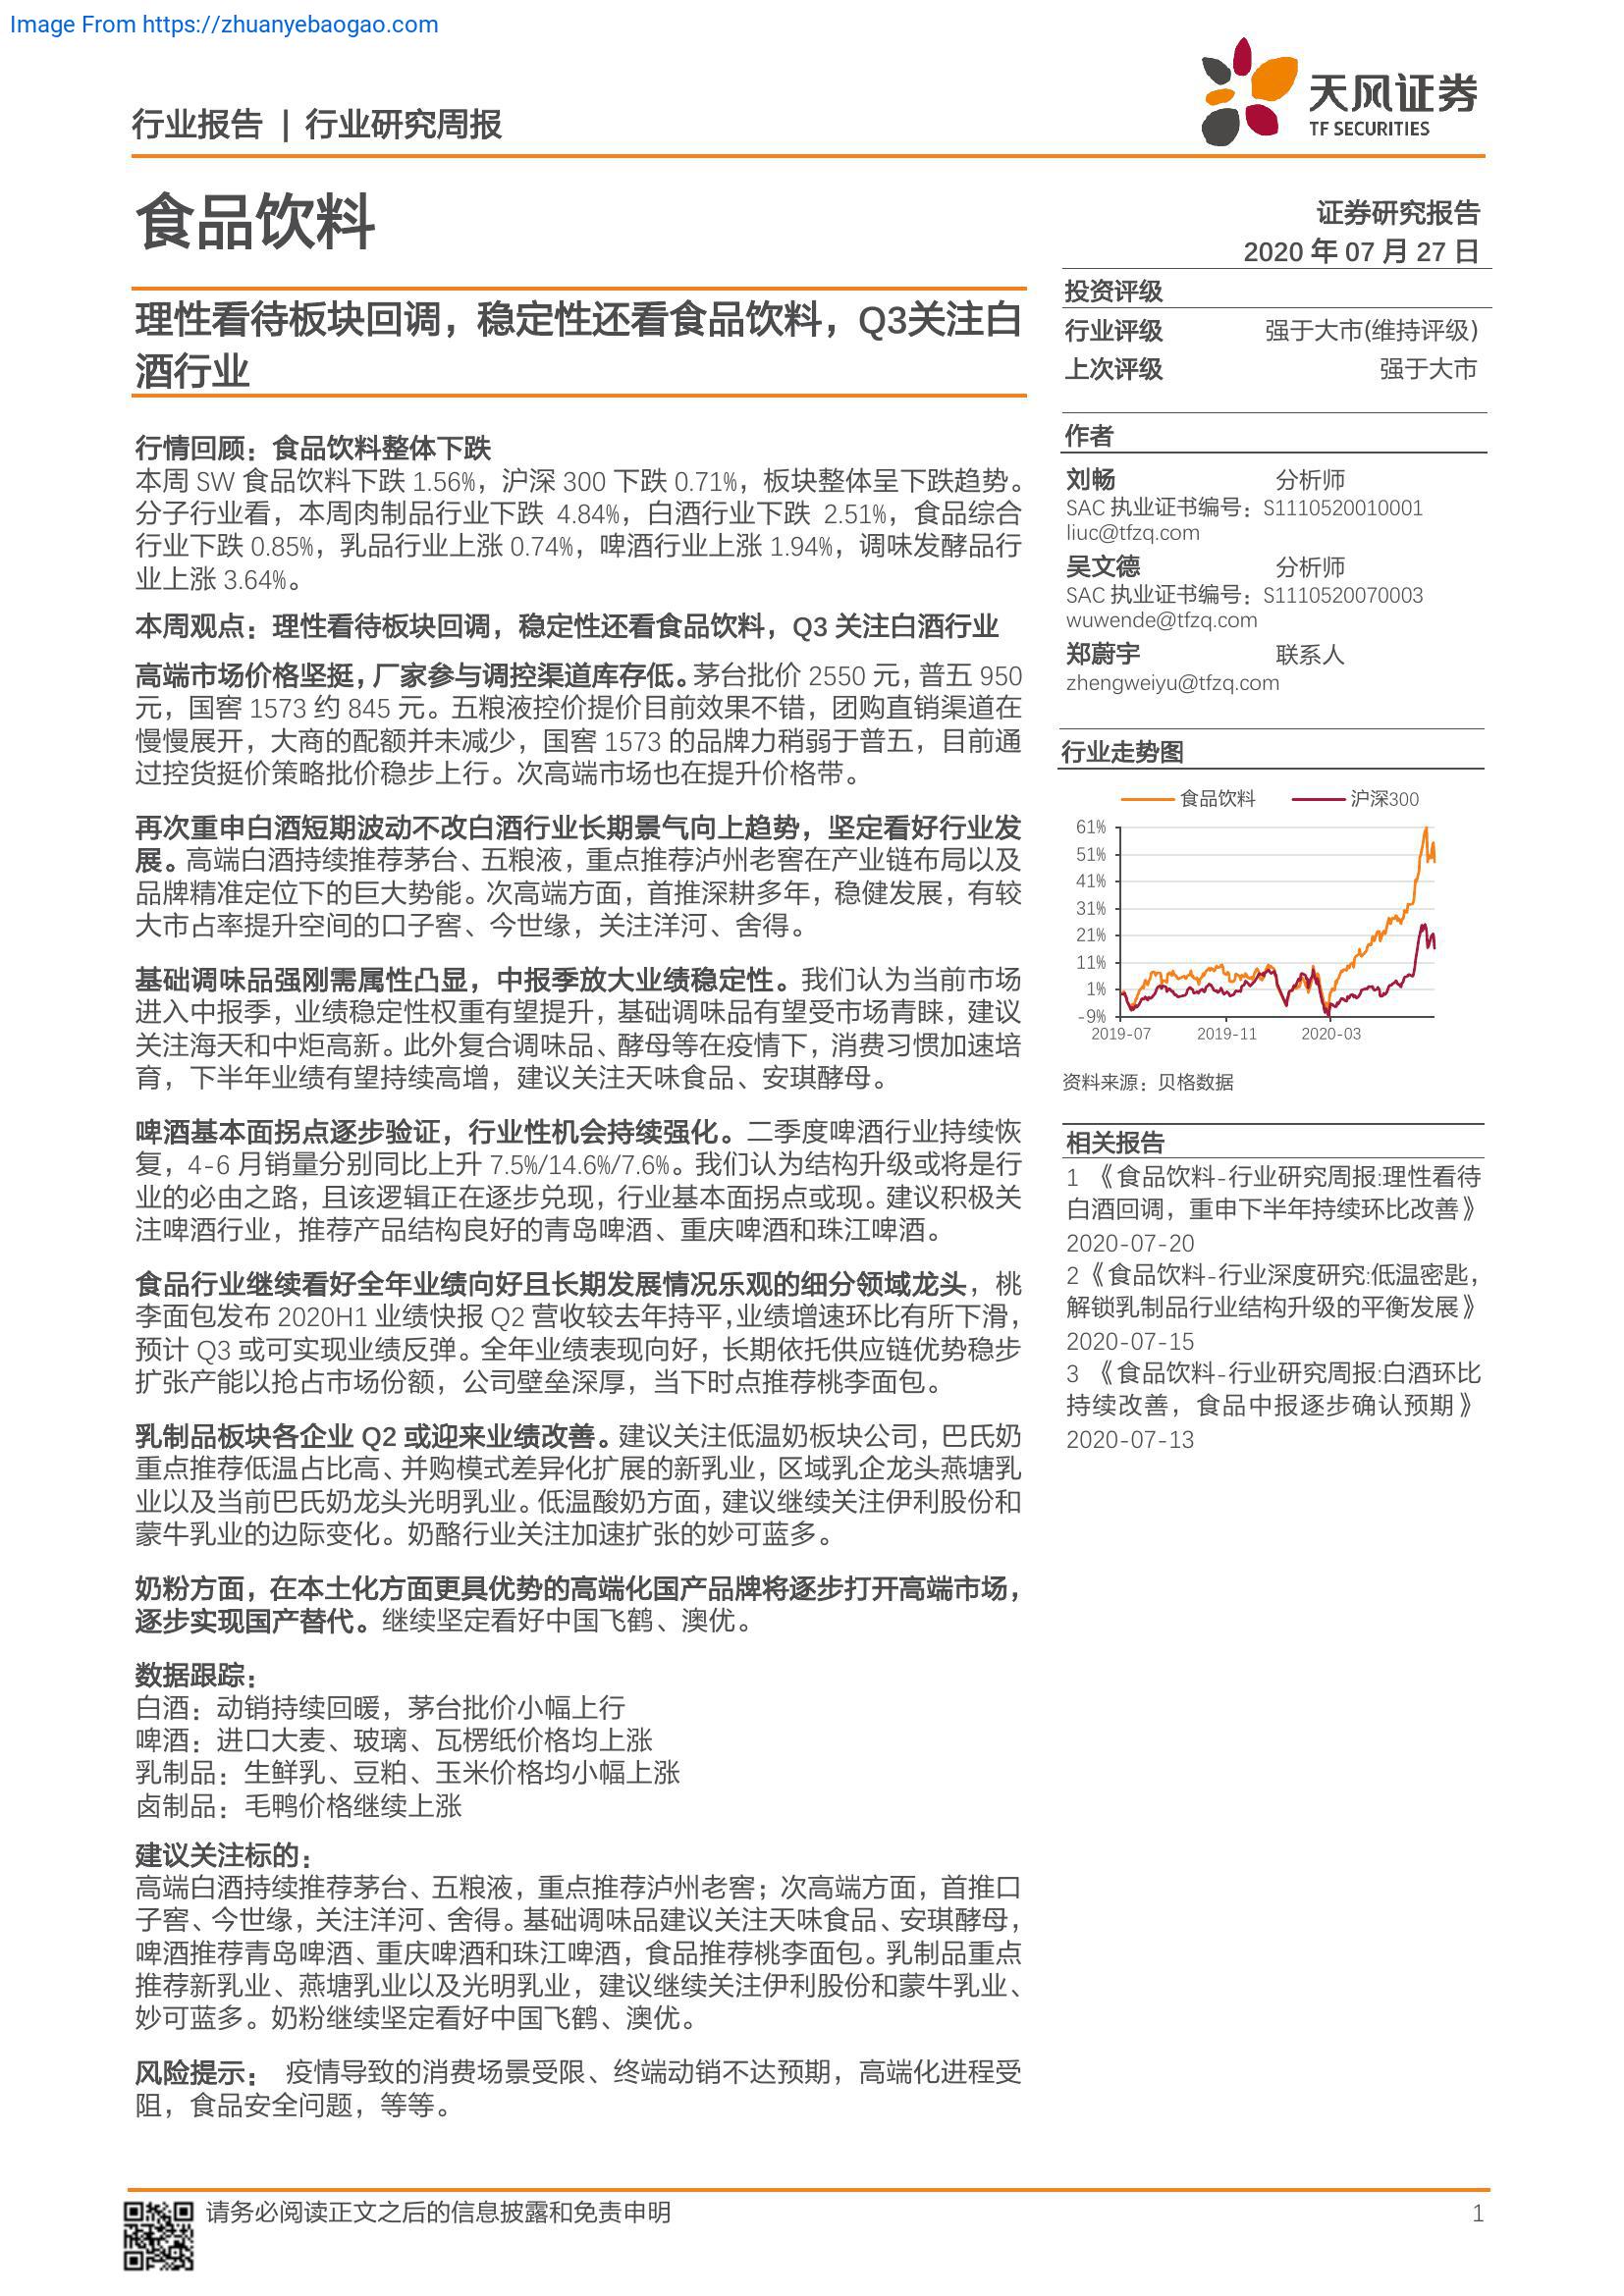 Image From https://zhuanyebaogao.com
行业报告 | 行业研究周报
天风证券
TF SECURITIES
食品饮料
证券研究报告
2020 年 07 月 27 日
理性看待板块回调，稳定性还看食品饮料，Q3关注白
酒行业
行情回顾：食品饮料整体下跌
本周 SW 食品饮料下跌 1.56%，沪深 300 下跌 0.71%，板块整体呈下跌趋势。
分子行业看，本周肉制品行业下跌 4.84%，白酒行业下跌 2.51%，食品综合
行业下跌 0.85%，乳品行业上涨 0.74%，啤酒行业上涨 1.94%，调味发酵品行
业上涨 3.64%。
本周观点：理性看待板块回调，稳定性还看食品饮料，Q3 关注白酒行业
高端市场价格坚挺，厂家参与调控渠道库存低。茅台批价 2550 元，普五 950
元，国窖 1573 约 845 元。五粮液控价提价目前效果不错，团购直销渠道在
慢慢展开，大商的配额并未减少，国窖 1573 的品牌力稍弱于普五，目前通
过控货挺价策略批价稳步上行。次高端市场也在提升价格带。
再次重申白酒短期波动不改白酒行业长期景气向上趋势，坚定看好行业发
展。高端白酒持续推荐茅台、五粮液，重点推荐泸州老窖在产业链布局以及
品牌精准定位下的巨大势能。次高端方面，首推深耕多年，稳健发展，有较
大市占率提升空间的口子窖、今世缘，关注洋河、舍得。
基础调味品强刚需属性凸显，中报季放大业绩稳定性。我们认为当前市场
进入中报季，业绩稳定性权重有望提升，基础调味品有望受市场青睐，建议
关注海天和中炬高新。此外复合调味品、酵母等在疫情下，消费习惯加速培
育，下半年业绩有望持续高增，建议关注天味食品、安琪酵母。
啤酒基本面拐点逐步验证，行业性机会持续强化。二季度啤酒行业持续恢
复，4-6 月销量分别同比上升 7.5%/14.6%/7.6%。我们认为结构升级或将是行
业的必由之路，且该逻辑正在逐步兑现，行业基本面拐点或现。建议积极关
注啤酒行业，推荐产品结构良好的青岛啤酒、重庆啤酒和珠江啤酒。
食品行业继续看好全年业绩向好且长期发展情况乐观的细分领域龙头，桃
李面包发布 2020H1 业绩快报 Q2 营收较去年持平，业绩增速环比有所下滑，
预计 Q3 或可实现业绩反弹。全年业绩表现向好，长期依托供应链优势稳步
扩张产能以抢占市场份额，公司壁垒深厚，当下时点推荐桃李面包。
乳制品板块各企业 Q2 或迎来业绩改善。建议关注低温奶板块公司，巴氏奶
重点推荐低温占比高、并购模式差异化扩展的新乳业，区域乳企龙头燕塘乳
业以及当前巴氏奶龙头光明乳业。低温酸奶方面，建议继续关注伊利股份和
蒙牛乳业的边际变化。奶酪行业关注加速扩张的妙可蓝多。
奶粉方面，在本土化方面更具优势的高端化国产品牌将逐步打开高端市场，
逐步实现国产替代。继续坚定看好中国飞鹤、澳优。
数据跟踪：
白酒：动销持续回暖，茅台批价小幅上行
啤酒：进口大麦、玻璃、瓦楞纸价格均上涨
乳制品：生鲜乳、豆粕、玉米价格均小幅上涨
卤制品：毛鸭价格继续上涨
建议关注标的：
高端白酒持续推荐茅台、五粮液，重点推荐泸州老窖；次高端方面，首推口
子窖、今世缘，关注洋河、舍得。基础调味品建议关注天味食品、安琪酵母，
啤酒推荐青岛啤酒、重庆啤酒和珠江啤酒，食品推荐桃李面包。乳制品重点
推荐新乳业、燕塘乳业以及光明乳业，建议继续关注伊利股份和蒙牛乳业、
妙可蓝多。奶粉继续坚定看好中国飞鹤、澳优。
风险提示： 疫情导致的消费场景受限、终端动销不达预期，高端化进程受
阻，食品安全问题，等等。
投资评级
行业评级 强于大市(维持评级)
上次评级 强于大市
作者
刘畅 分析师
SAC 执业证书编号：S1110520010001
liuc@tfzq.com
吴文德 分析师
SAC 执业证书编号：S1110520070003
wuwende@tfzq.com
郑蔚宇 联系人
zhengweiyu@tfzq.com
行业走势图
食品饮料 沪深300
61%
51%
41%
31%
21%
11%
1%
-9%
2019-07 2019-11 2020-03
资料来源：贝格数据
相关报告
1 《食品饮料-行业研究周报:理性看待
白酒回调，重申下半年持续环比改善》
2020-07-20
2《食品饮料-行业深度研究:低温密匙，
解锁乳制品行业结构升级的平衡发展》
2020-07-15
3 《食品饮料-行业研究周报:白酒环比
持续改善，食品中报逐步确认预期》
2020-07-13
请务必阅读正文之后的信息披露和免责申明
1